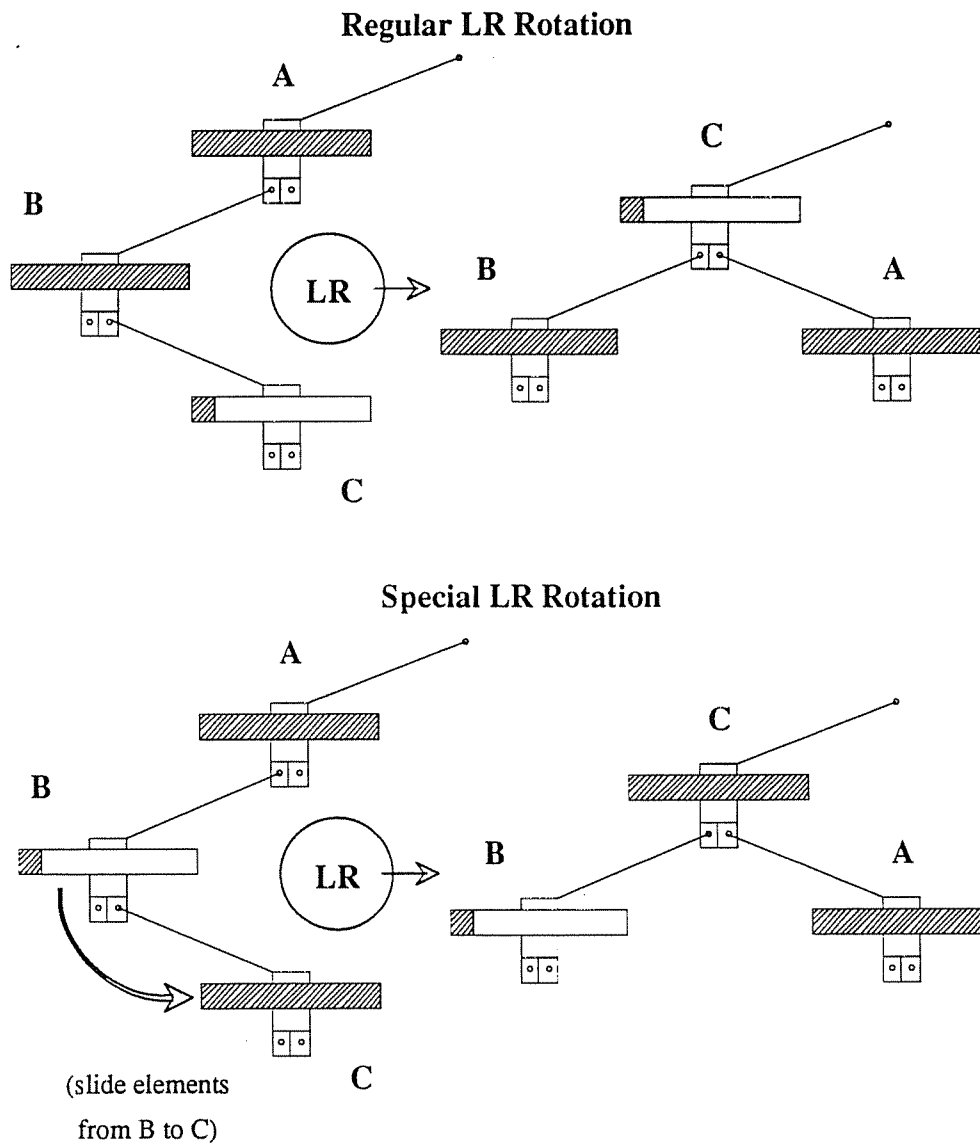 Regular LR Rotation
A
C
B
B
LR
A
C
Special LR Rotation
A
C
B
B
LR
A
C
(slide elements
from B to C)